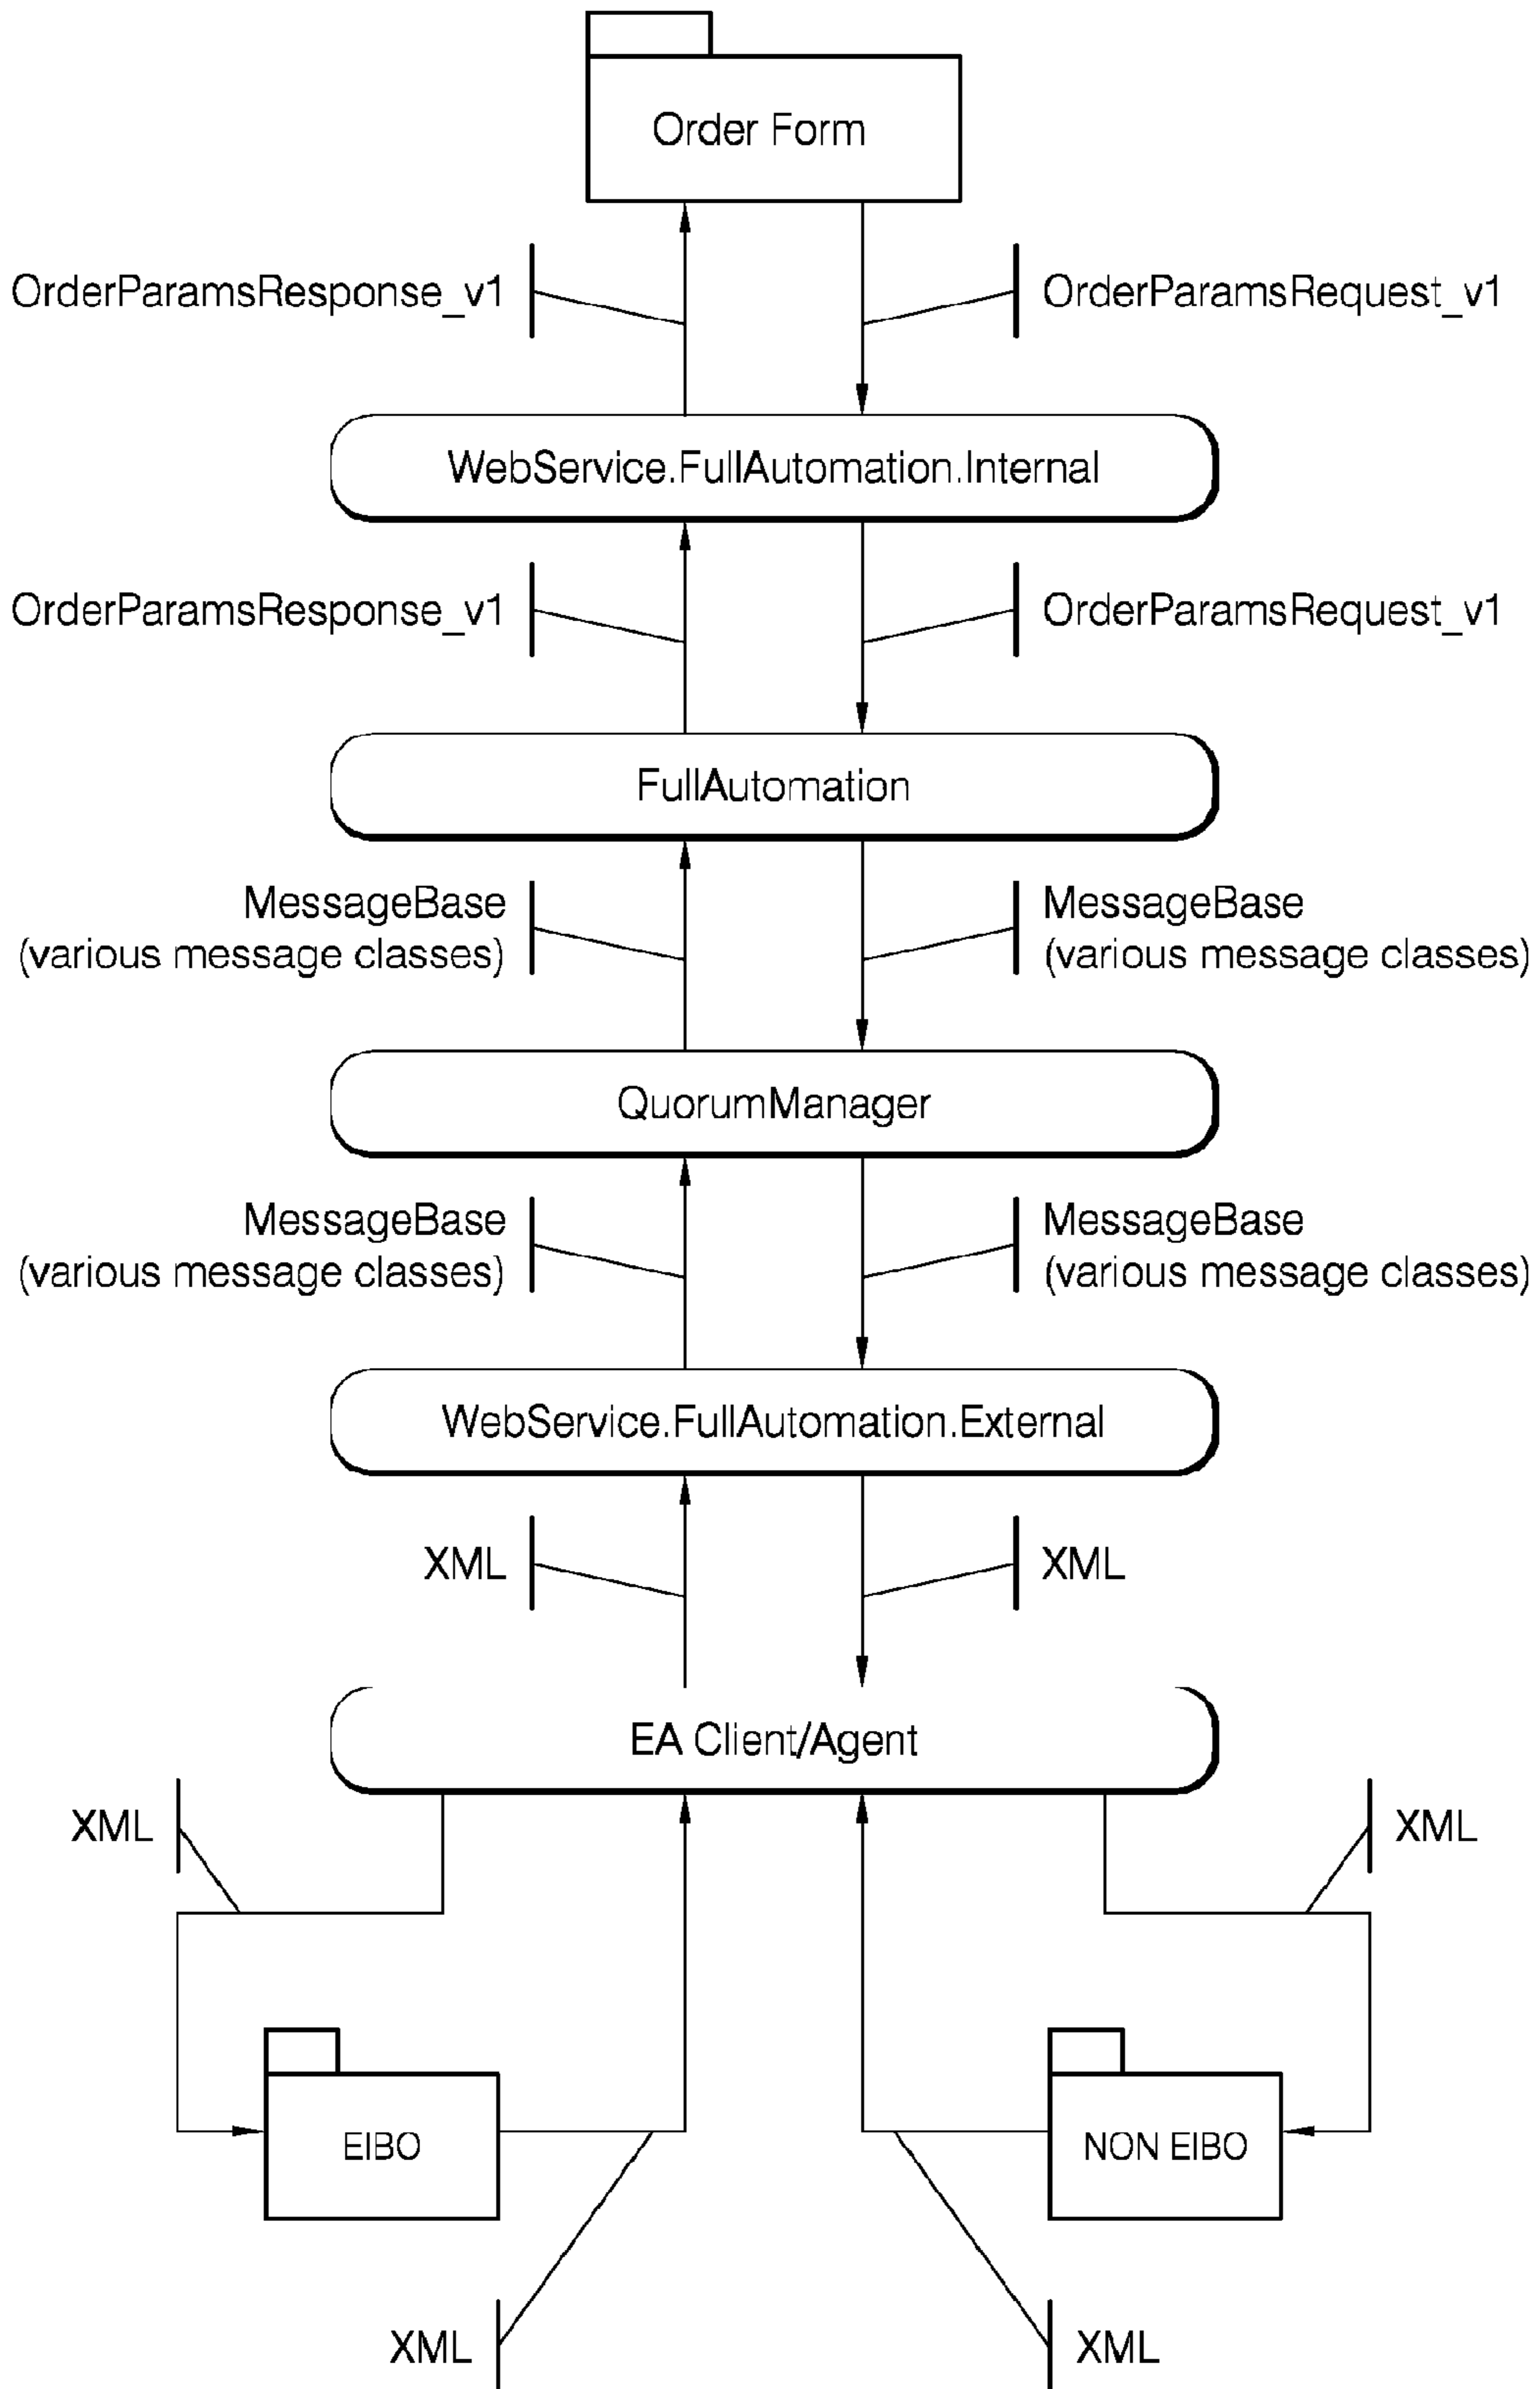 Order Form
OrderParamsResponse_v1
OrderParamsRequest_v1
WebService.FullAutomation.Internal
OrderParamsResponse_v1
OrderParamsRequest_v1
FullAutomation
MessageBase
(various message classes)
MessageBase
(various message classes)
QuorumManager
MessageBase
(various message classes)
MessageBase
(various message classes)
WebService.FullAutomation.External
XML
XML
EA Client/Agent
XML
XML
EIBO
NON EIBO
XML
XML